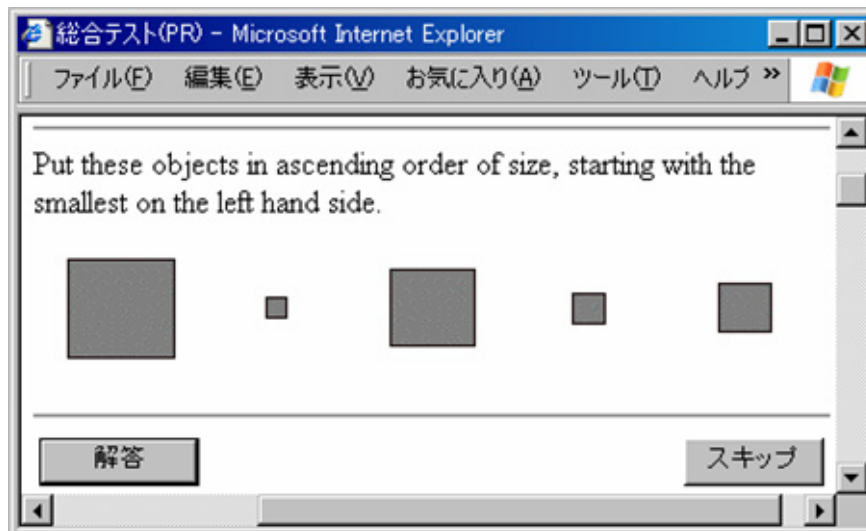 総合テスト(PR) - Microsoft Internet Explorer
ファイル(F) 編集(E) 表示(V) お気に入り(A) ツール(T) ヘルプ »
Put these objects in ascending order of size, starting with the
smallest on the left hand side.
解答 スキップ